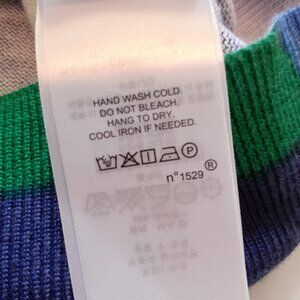 HAND WASH COLD.
DO NOT BLEACH.
HANG TO DRY.
COOL IRON IF NEEDED.
P
n°1529 ®